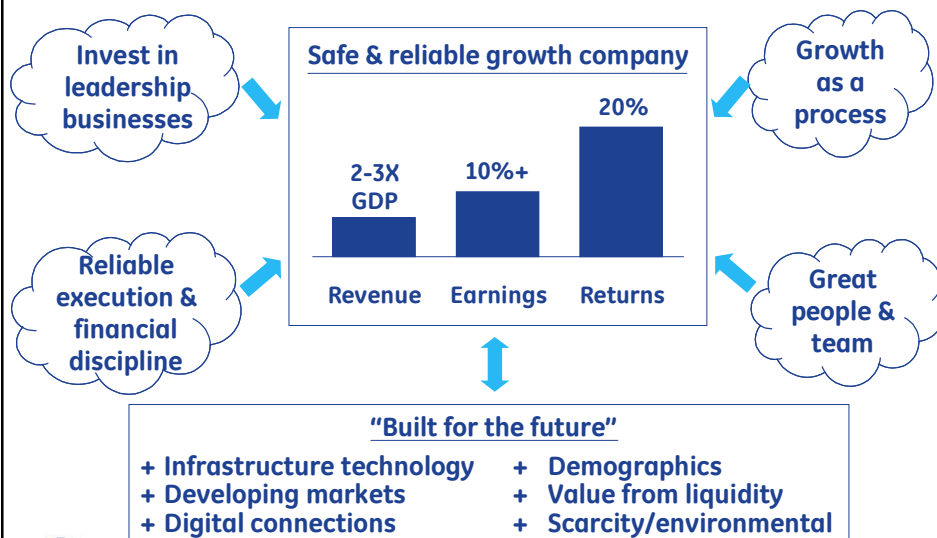 Invest in
leadership
businesses
Safe & reliable growth company
2-3X
GDP
10%+
20%
Revenue Earnings Returns
Growth
as a
process
Reliable
execution &
financial
discipline
Great
people &
team
“Built for the future”
+ Infrastructure technology
+ Developing markets
+ Digital connections
+ Demographics
+ Value from liquidity
+ Scarcity/environmental